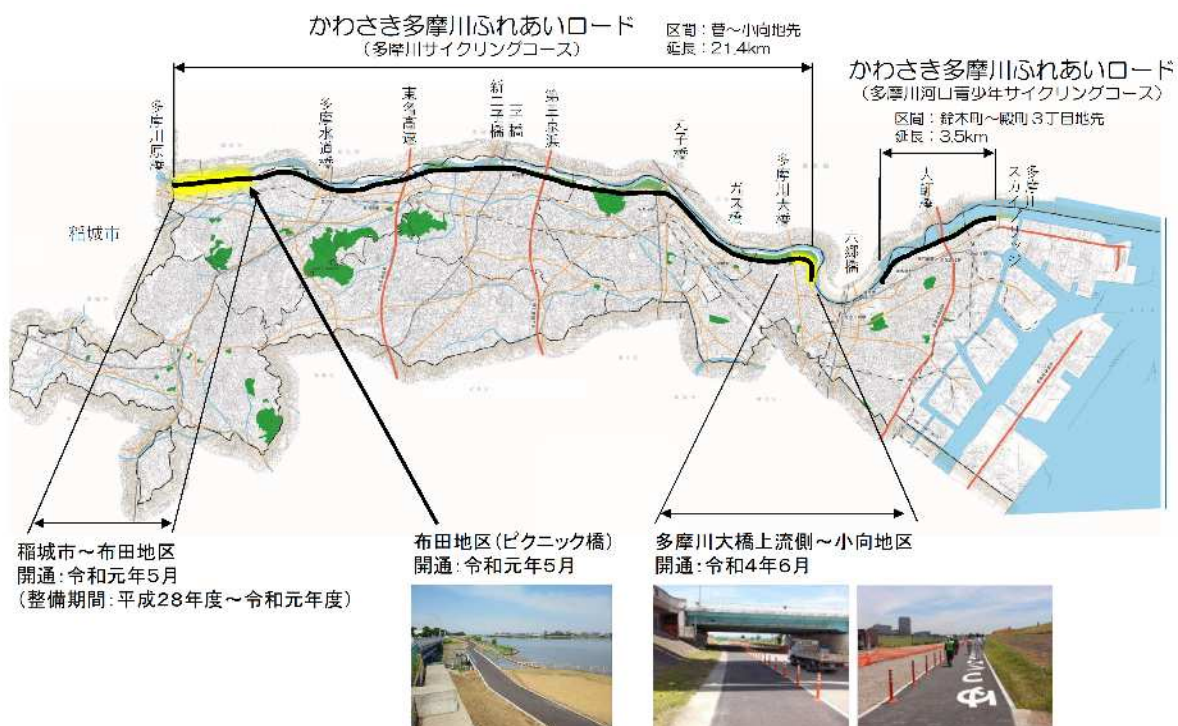 かわさき多摩川ふれあいロード
(多摩川サイクリングコース)
区間：菅～小向地先
延長：21.4km
かわさき多摩川ふれあいロード
(多摩川河口青少年サイクリングコース)
区間：鈴木町～殿町3丁目地先
延長：3.5km
多摩川原橋
多摩水道橋
東名高速
新二子橋
二子橋
第三京浜
丸子橋
ガス橋
多摩川大橋
六郷橋
大師橋
多摩川
スカイブリッジ
稲城市
稲城市～布田地区
開通：令和元年5月
(整備期間：平成28年度～令和元年度)
布田地区(ピクニック橋)
開通：令和元年5月
多摩川大橋上流側～小向地区
開通：令和4年6月